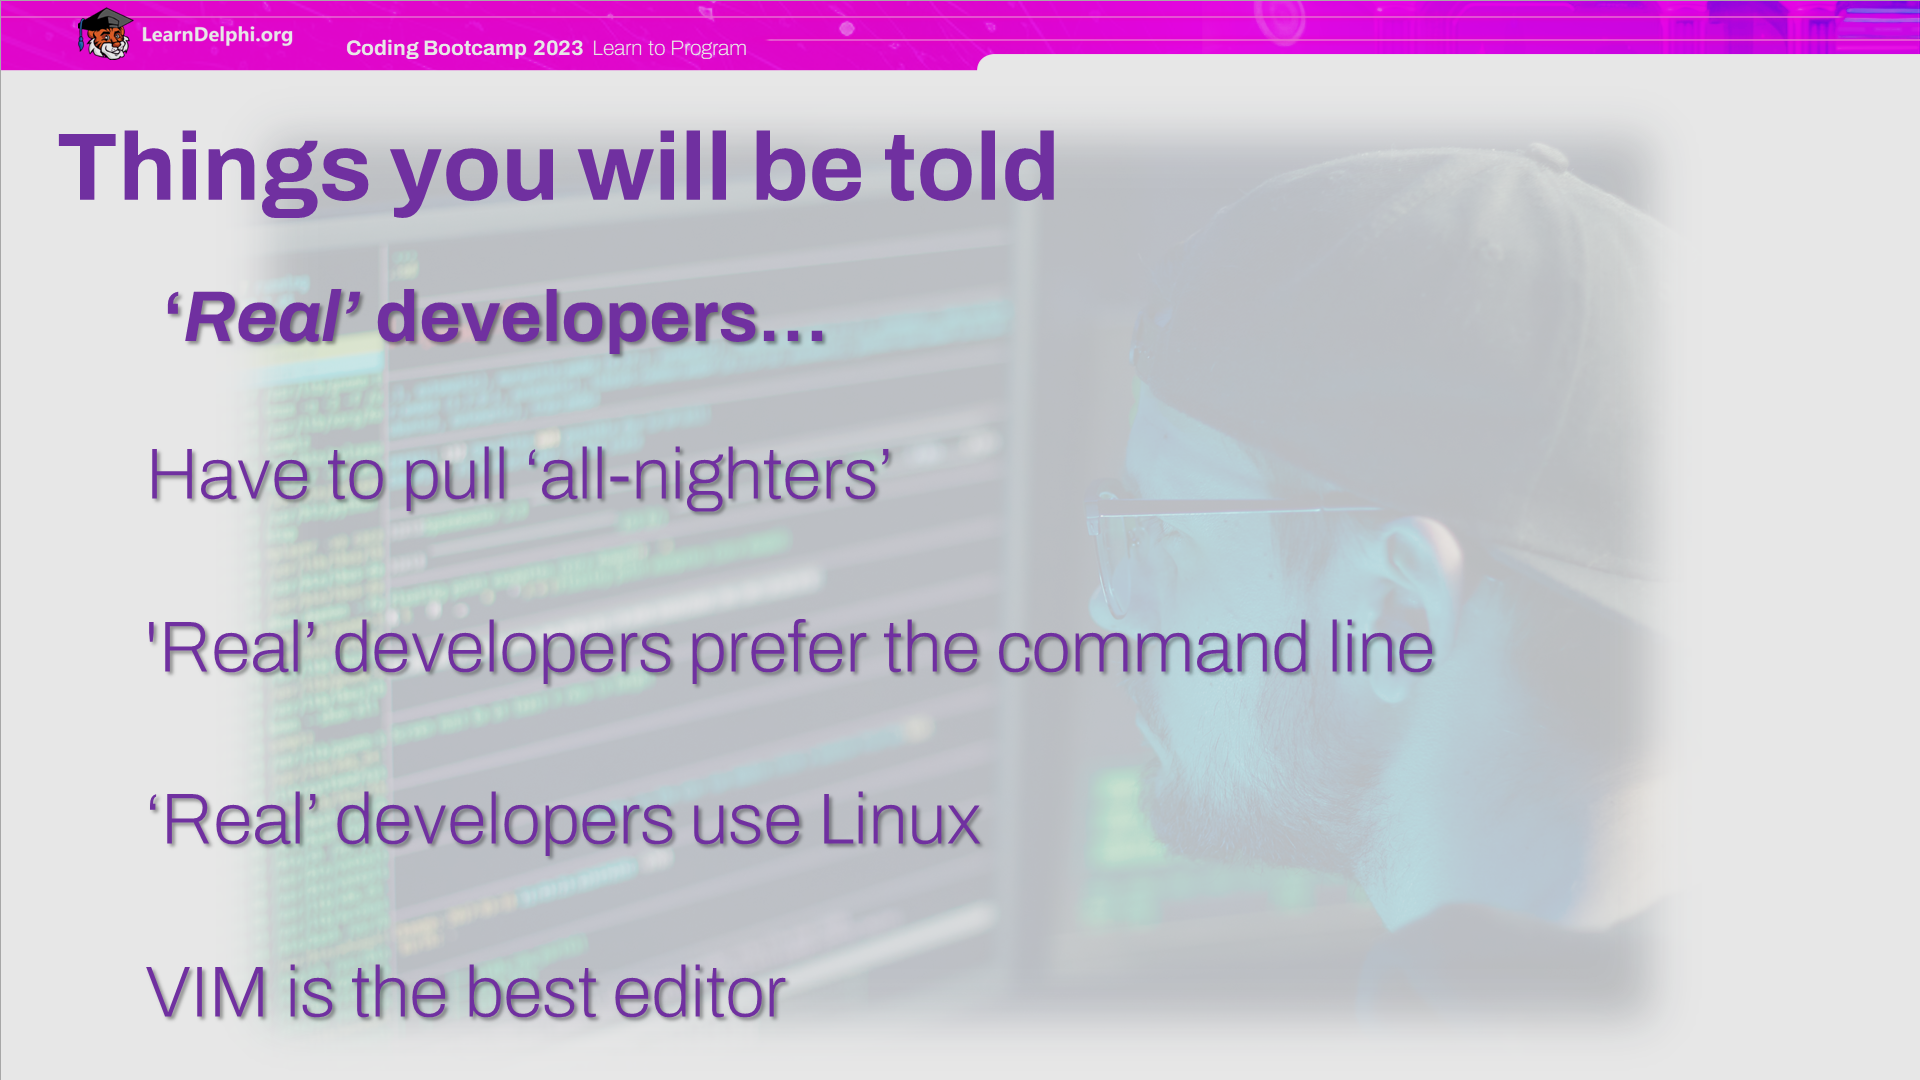 LearnDelphi.org
Coding Bootcamp 2023 Learn to Program
Things you will be told
‘Real’ developers…
Have to pull ‘all-nighters’
'Real’ developers prefer the command line
‘Real’ developers use Linux
VIM is the best editor